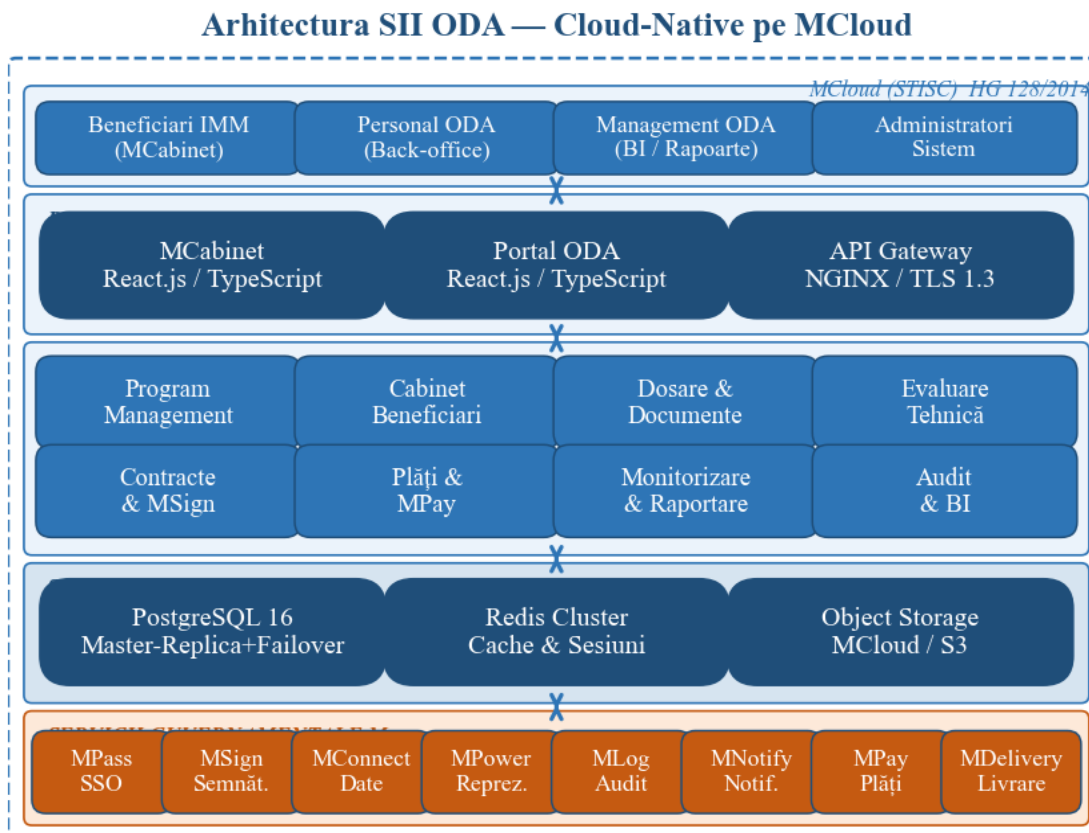 Arhitectura SII ODA — Cloud-Native pe MCloud
MCloud (STISC) HG 128/2014
Beneficiari IMM
(MCabinet)
Personal ODA
(Back-office)
Management ODA
(BI / Rapoarte)
Administratori
Sistem
MCabinet
React.js / TypeScript
Portal ODA
React.js / TypeScript
API Gateway
NGINX / TLS 1.3
Program
Management
Cabinet
Beneficiari
Dosare &
Documente
Evaluare
Tehnică
Contracte
& MSign
Plăți &
MPay
Monitorizare
& Raportare
Audit
& BI
PostgreSQL 16
Master-Replica+Failover
Redis Cluster
Cache & Sesiuni
Object Storage
MCloud / S3
SERVICII GUVERNAMENTALE M
MPass
SSO
MSign
Semnăt.
MConnect
Date
MPower
Reprez.
MLog
Audit
MNotify
Notif.
MPay
Plăți
MDelivery
Livrare